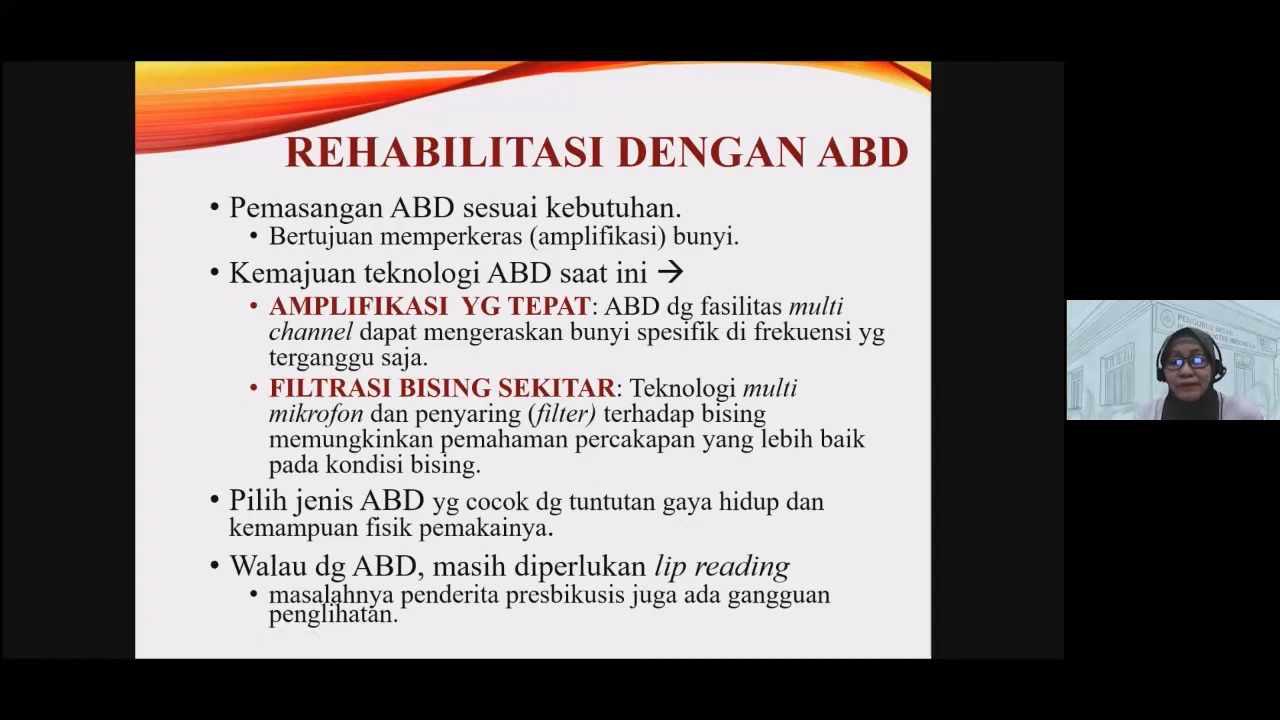 REHABILITASI DENGAN ABD
• Pemasangan ABD sesuai kebutuhan.
• Bertujuan memperkeras (amplifikasi) bunyi.
• Kemajuan teknologi ABD saat ini →
• AMPLIFIKASI YG TEPAT: ABD dg fasilitas multi
channel dapat mengeraskan bunyi spesifik di frekuensi yg
terganggu saja.
• FILTRASI BISING SEKITAR: Teknologi multi
mikrofon dan penyaring (filter) terhadap bising
memungkinkan pemahaman percakapan yang lebih baik
pada kondisi bising.
• Pilih jenis ABD yg cocok dg tuntutan gaya hidup dan
kemampuan fisik pemakainya.
• Walau dg ABD, masih diperlukan lip reading
• masalahnya penderita presbikusis juga ada gangguan
penglihatan.
PENGURUS BESAR
INDONESIA